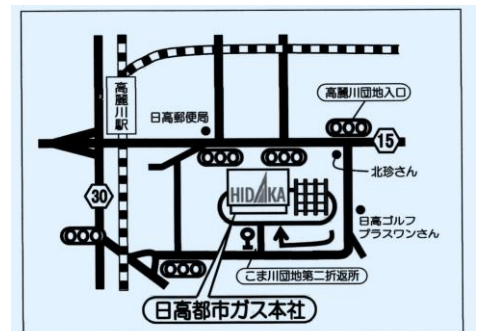 高麗川駅
日高郵便局
高麗川団地入口
15
北珍さん
30
HIDAKA
日高ゴルフ
プラスワンさん
こま川団地第二折返所
日高都市ガス本社